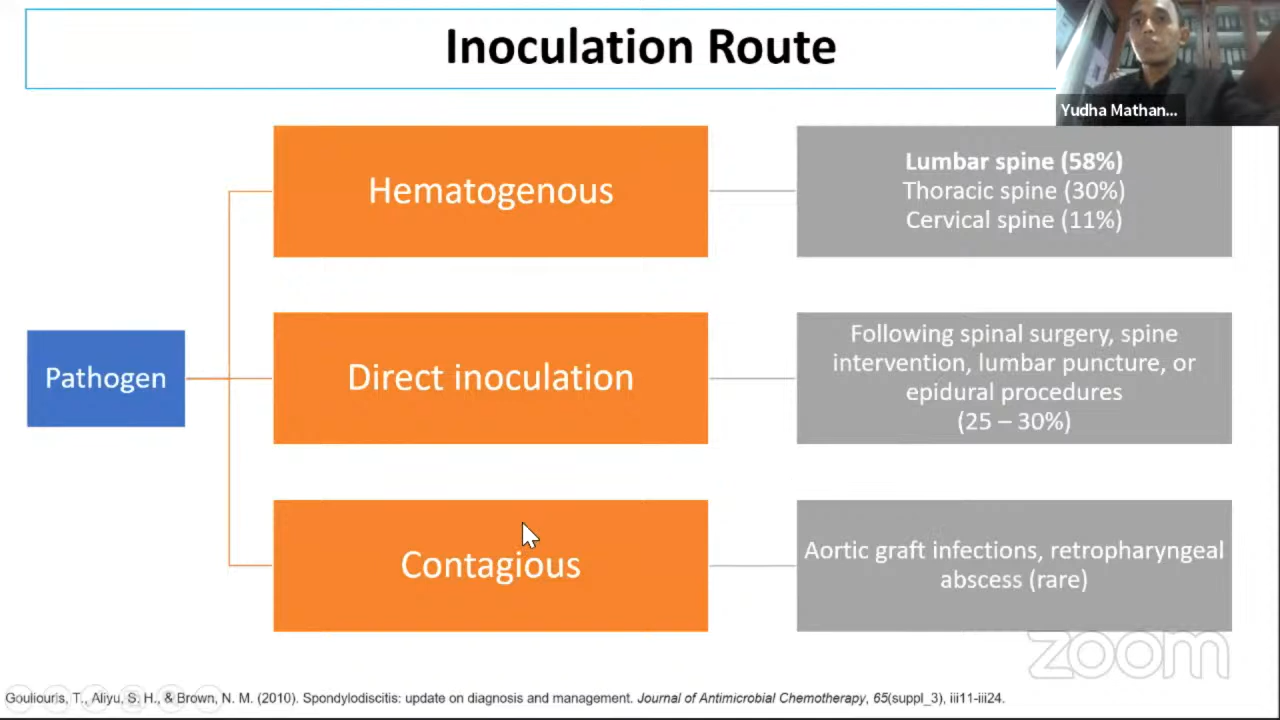 Inoculation Route
Yudha Mathan...
Hematogenous
Lumbar spine (58%)
Thoracic spine (30%)
Cervical spine (11%)
Pathogen
Direct inoculation
Following spinal surgery, spine
intervention, lumbar puncture, or
epidural procedures
(25 – 30%)
Contagious
Aortic graft infections, retropharyngeal
abscess (rare)
zoom
Gouliouris, T., Aliyu, S. H., & Brown, N. M. (2010). Spondylodiscitis: update on diagnosis and management. Journal of Antimicrobial Chemotherapy, 65(suppl_3), iii11-iii24.